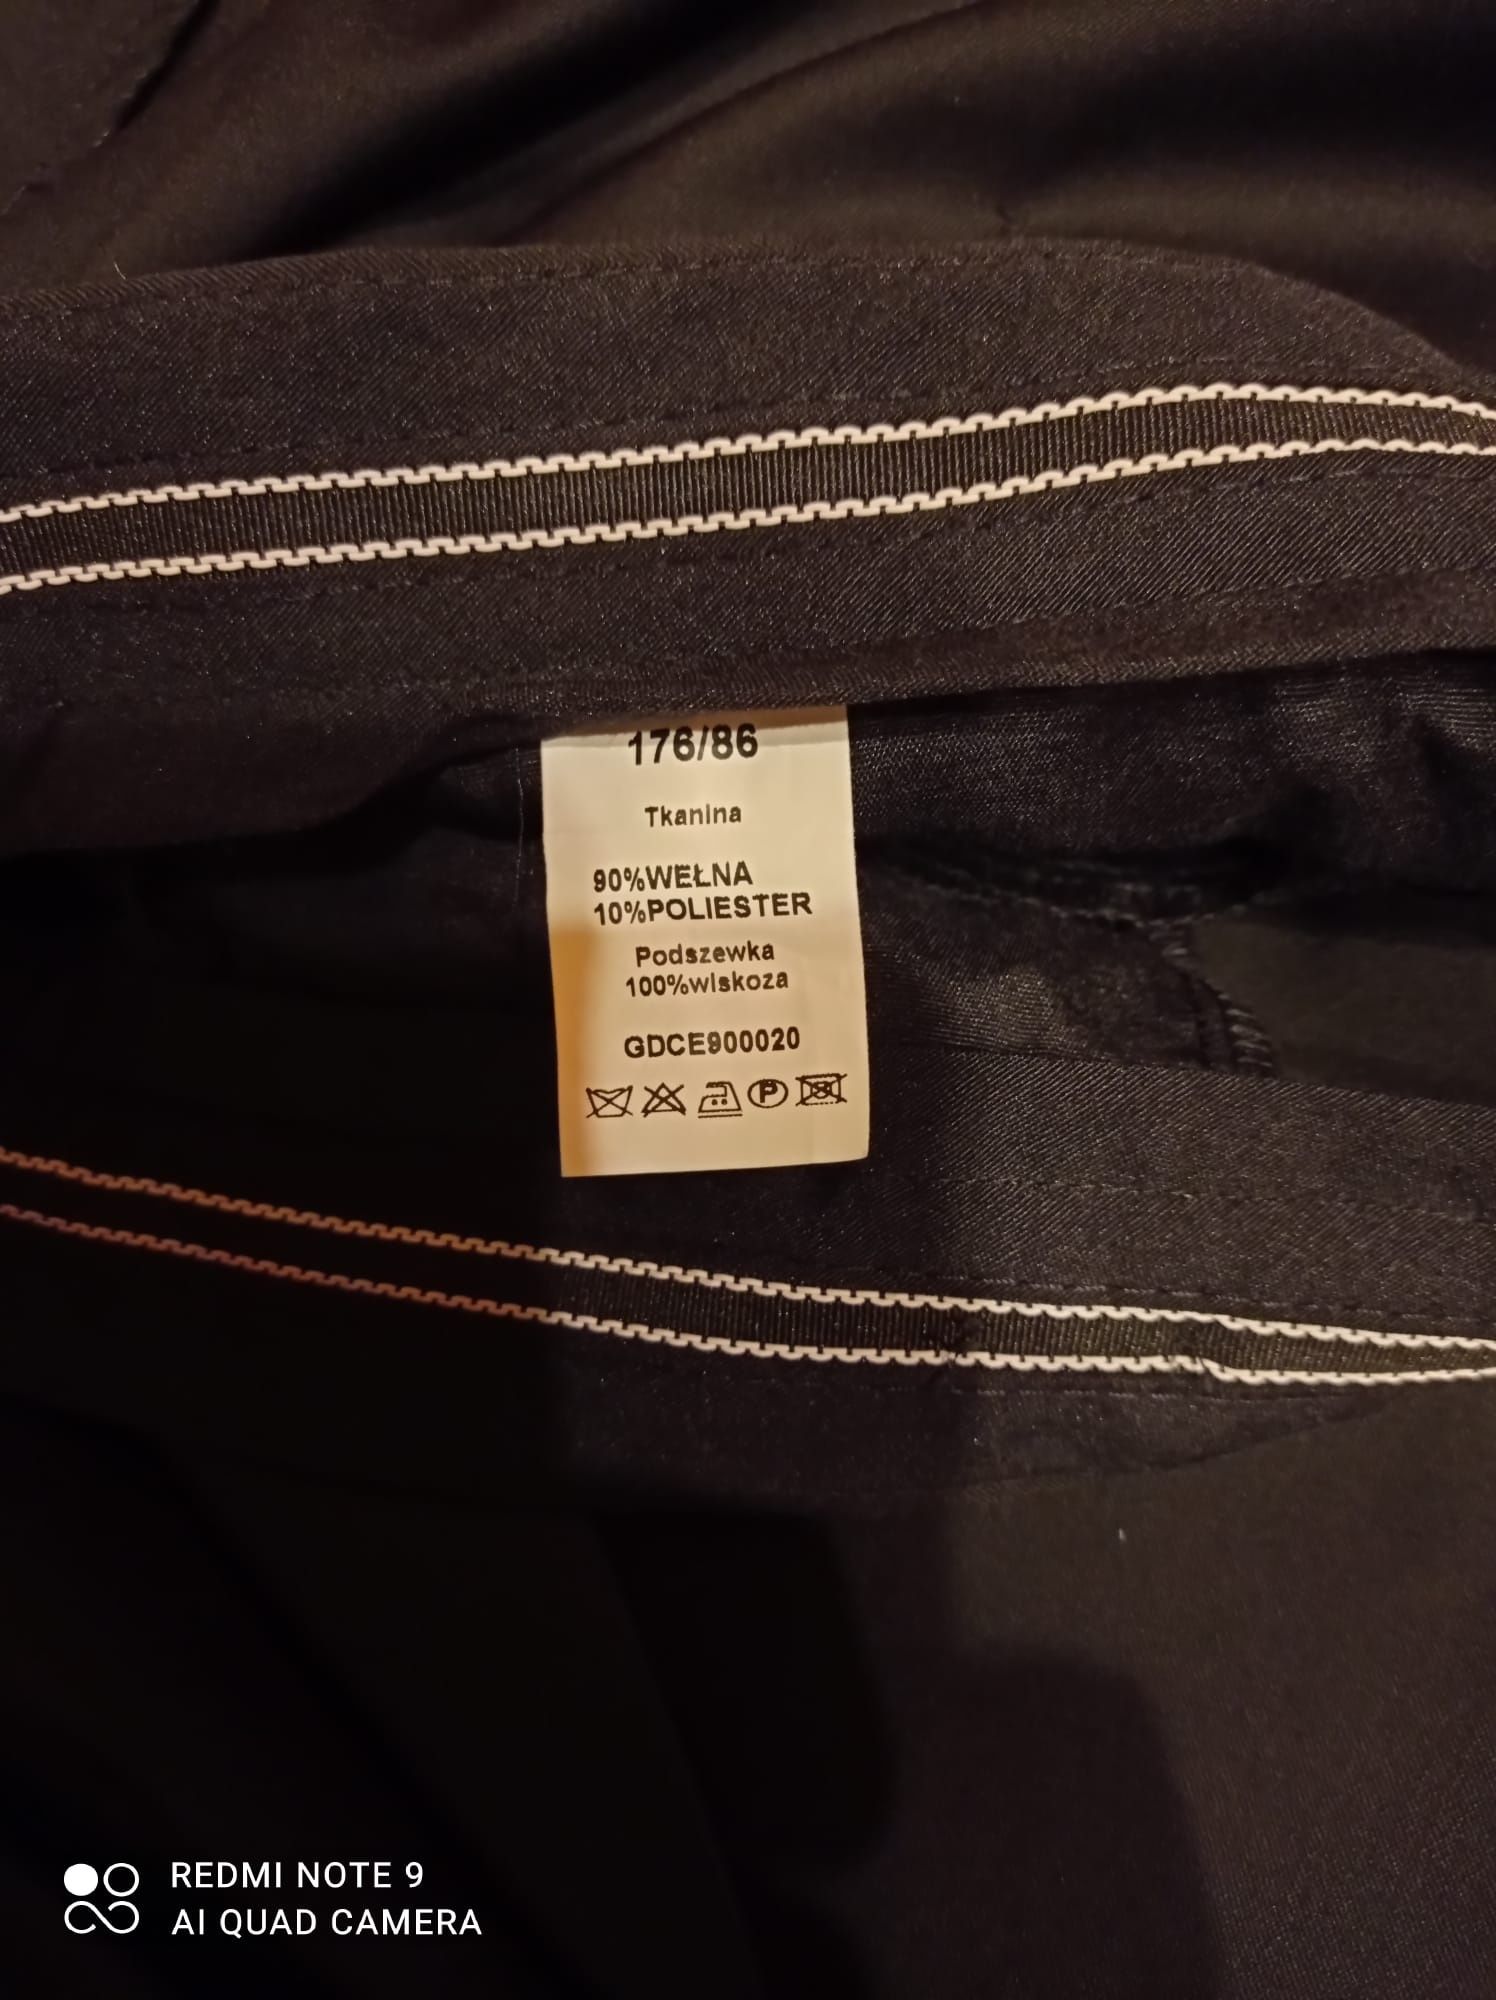 176/86
Tkanina
90%WEŁNA
10%POLIESTER
Podszewka
100%wiskoza
GDCE900020
P
REDMI NOTE 9
AI QUAD CAMERA